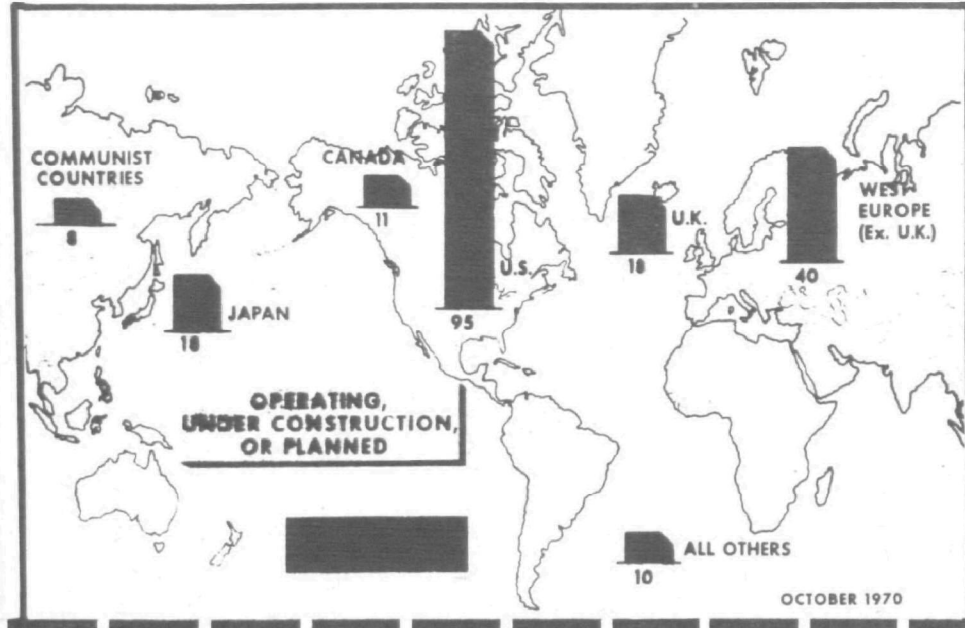 COMMUNIST
COUNTRIES
8
JAPAN
18
CANADA
11
U.S.
95
U.K.
18
WEST
EUROPE
(Ex. U.K.)
40
OPERATING,
UNDER CONSTRUCTION,
OR PLANNED
ALL OTHERS
10
OCTOBER 1970